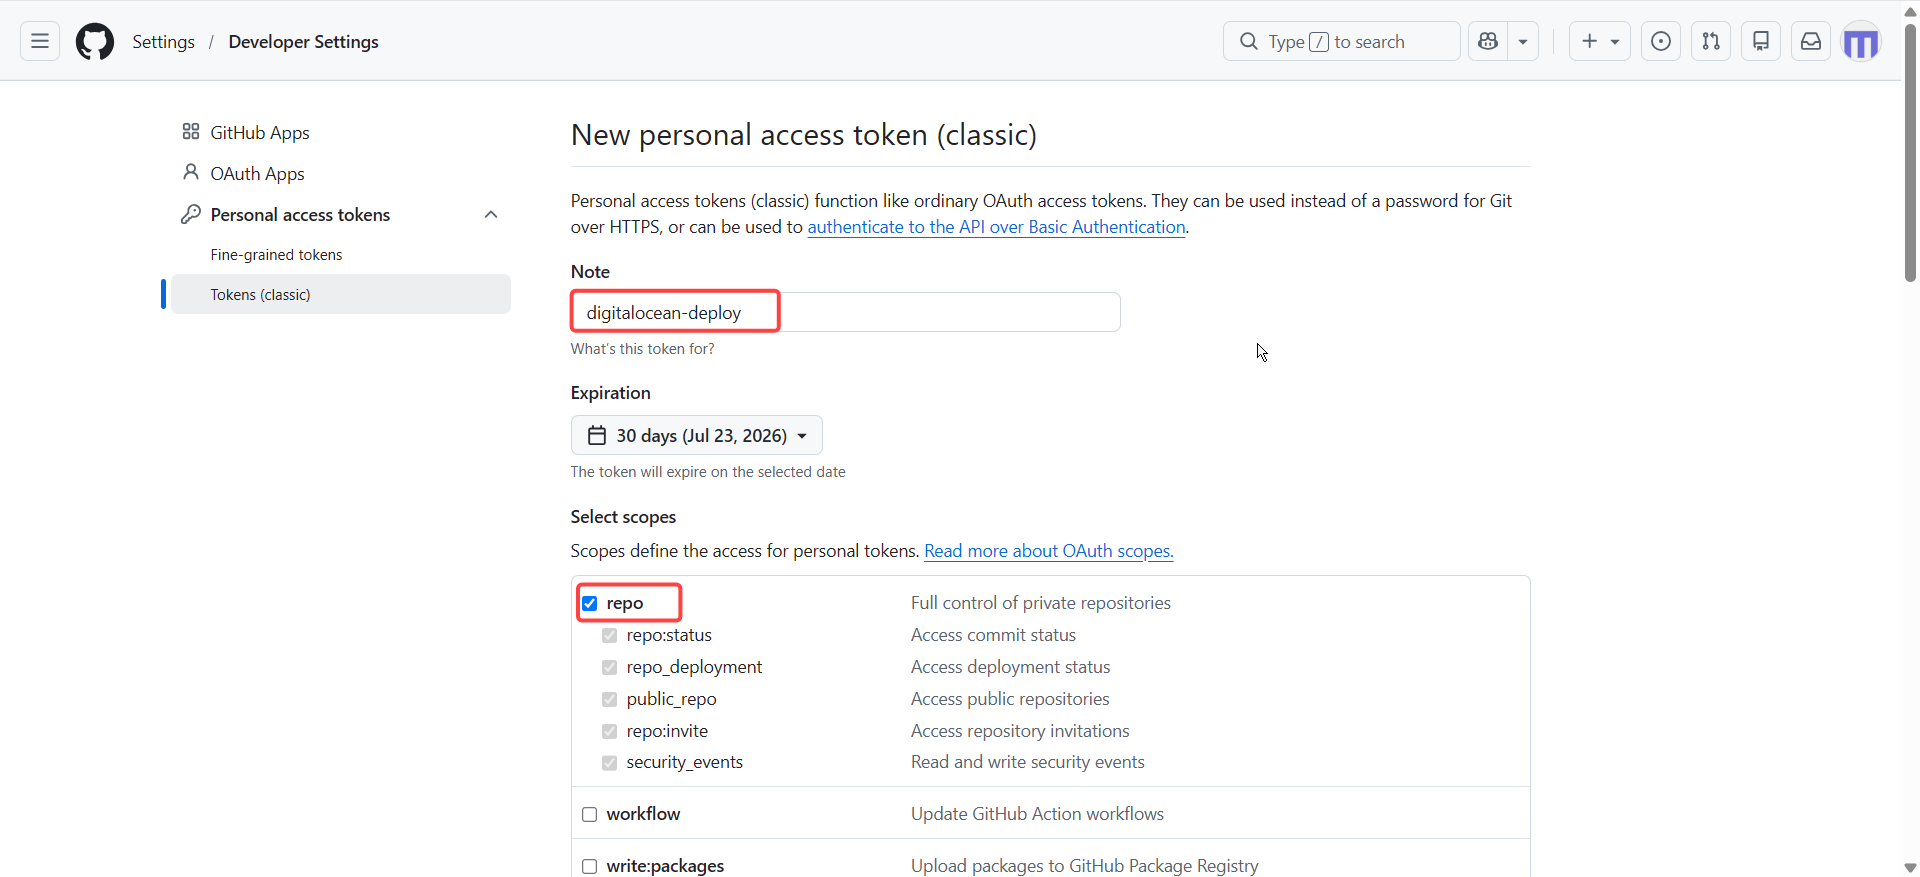 Settings / Developer Settings
Type / to search
GitHub Apps
OAuth Apps
Personal access tokens
Fine-grained tokens
Tokens (classic)
New personal access token (classic)
Personal access tokens (classic) function like ordinary OAuth access tokens. They can be used instead of a password for Git
over HTTPS, or can be used to authenticate to the API over Basic Authentication.
Note
digitalocean-deploy
What's this token for?
Expiration
30 days (Jul 23, 2026)
The token will expire on the selected date
Select scopes
Scopes define the access for personal tokens. Read more about OAuth scopes.
repo Full control of private repositories
repo:status Access commit status
repo_deployment Access deployment status
public_repo Access public repositories
repo:invite Access repository invitations
security_events Read and write security events
workflow Update GitHub Action workflows
write:packages Upload packages to GitHub Package Registry